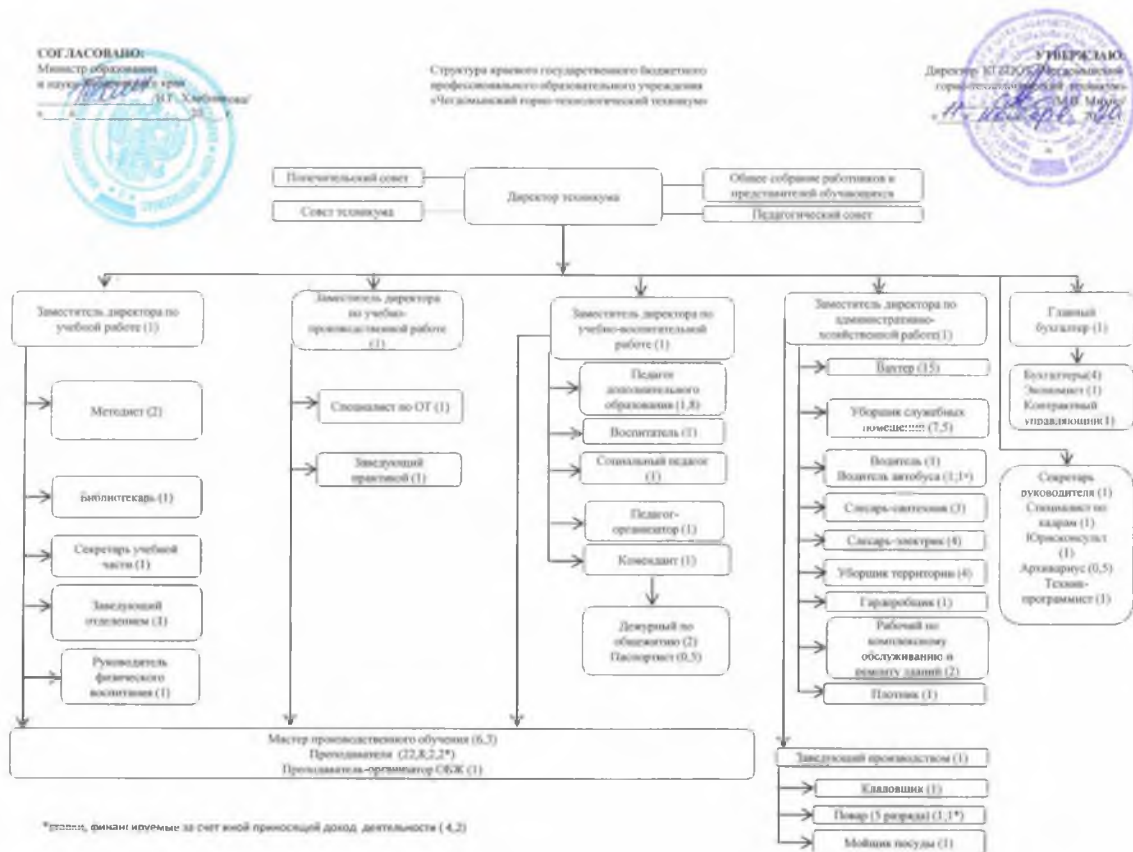 СОГЛАСОВАНО:
Министр образования
и науки края
УТВЕРЖДАЮ
Директор КГБПОУ
горно-технологический техникум»
Структура краевого государственного бюджетного
профессионального образовательного учреждения
«Чегдомынский горно-технологический техникум»
Попечительский совет
Совет техникума
Директор техникума
Общее собрание работников и
представителей обучающихся
Педагогический совет
Заместитель директора по
учебной работе (1)
Заместитель директора
по учебно-
производственной работе
(1)
Заместитель директора по
учебно-воспитательной
работе (1)
Заместитель директора по
административно-
хозяйственной работе(1)
Главный
бухгалтер (1)
Методист (2)
Библиотекарь (1)
Секретарь учебной
части (1)
Заведующий
отделением (1)
Руководитель
физического
воспитания (1)
Специалист по ОТ (1)
Заведующий
практикой (1)
Педагог
дополнительного
образования (1,8)
Воспитатель (1)
Социальный педагог
(1)
Педагог-
организатор (1)
Комендант (1)
Дежурный по
общежитию (2)
Паспортист (0,5)
Вахтер (15)
Уборщик служебных
помещений (7,5)
Водитель (1)
Водитель автобуса (1;1*)
Слесарь-сантехник (3)
Слесарь-электрик (4)
Уборщик территории (4)
Гардеробщик (1)
Рабочий по
комплексному
обслуживанию и
ремонту зданий (2)
Плотник (1)
Бухгалтеры(4)
Экономист (1)
Контрактный
управляющий 1)
Секретарь
руководителя (1)
Специалист по
кадрам (1)
Юрисконсульт
(1)
Архивариус (0,5)
Техник-
программист (1)
Мастер производственного обучения (6,3)
Преподаватели (22,8;2,2*)
Преподаватель-организатор ОБЖ (1)
Заведующий производством (1)
Кладовщик (1)
Повар (5 разряда) (1,1*)
Мойщик посуды (1)
*ставки, финансируемые за счет иной приносящей доход деятельности ( 4,2)